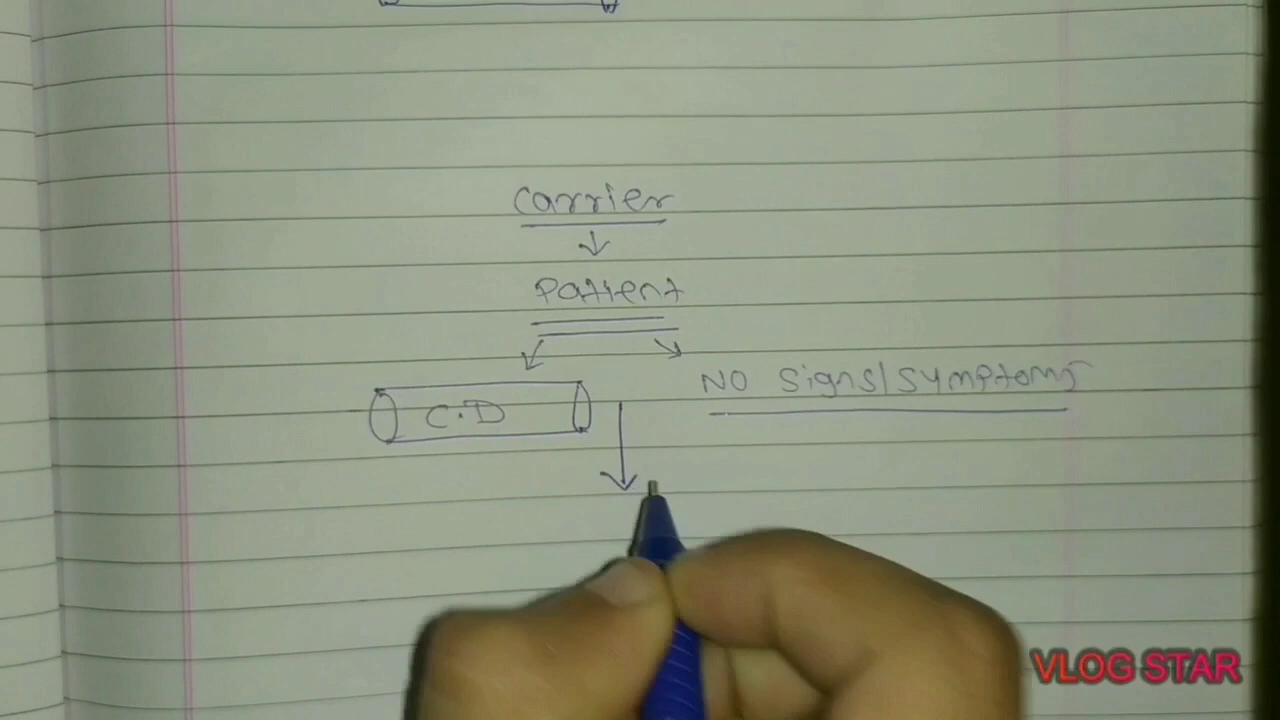 Carrier
Patient
C.D
NO Signs/Symptoms
VLOG STAR